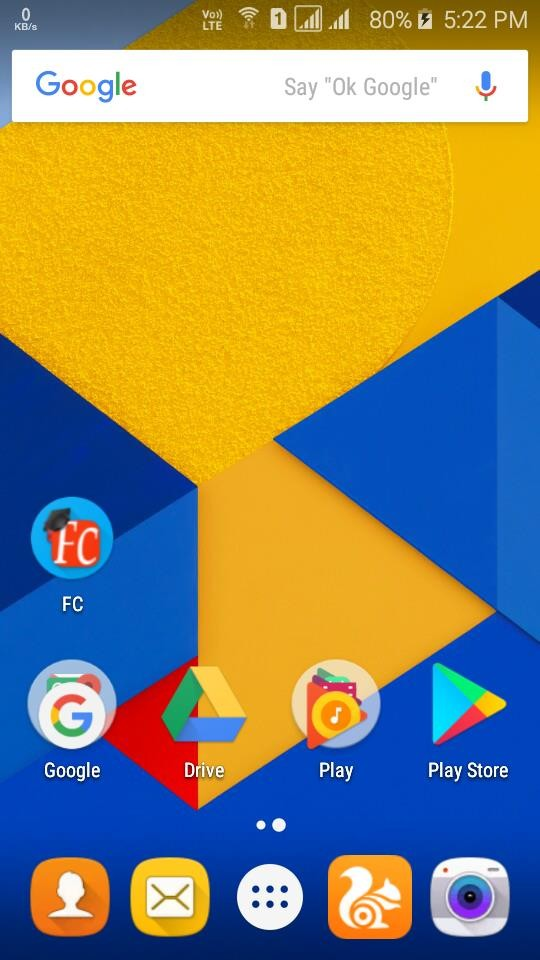 0
KB/s
Vo))
LTE
1
80%
5:22 PM
Google
Say "Ok Google"
FC
FC
G
Google
Drive
Play
Play Store